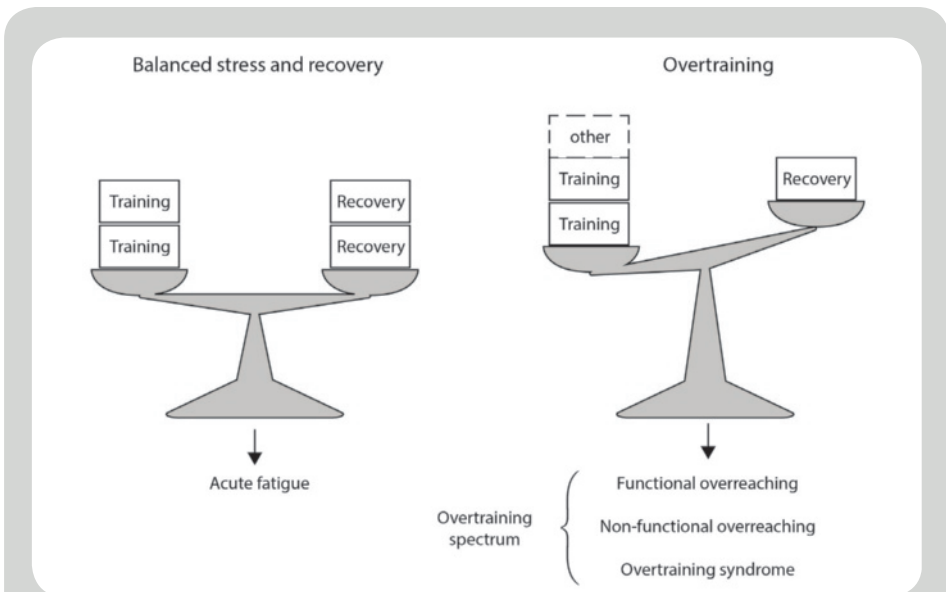 Balanced stress and recovery
Training
Training
Recovery
Recovery
Acute fatigue
Overtraining
other
Training
Training
Recovery
Overtraining
spectrum
Functional overreaching
Non-functional overreaching
Overtraining syndrome